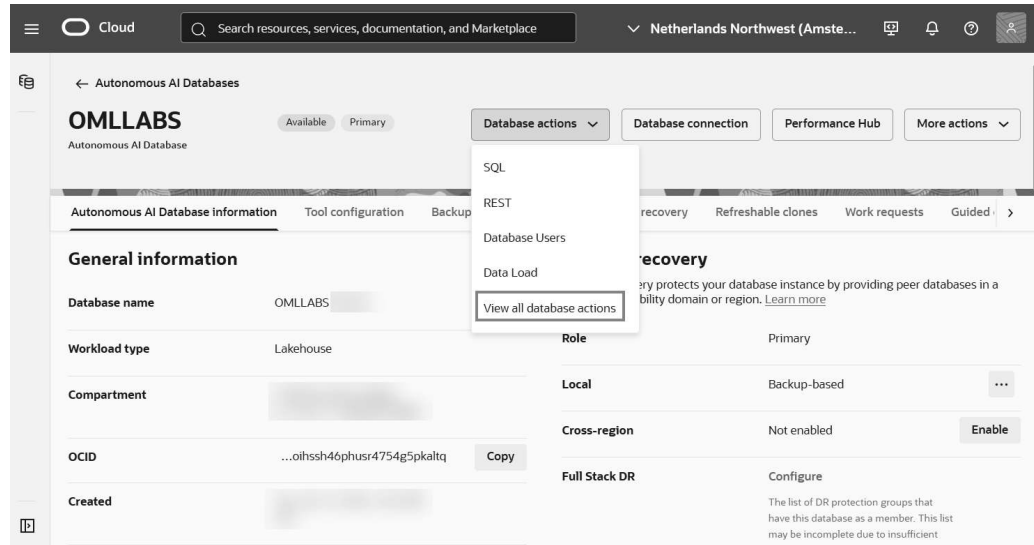 Cloud
Search resources, services, documentation, and Marketplace
Netherlands Northwest (Amste...
← Autonomous AI Databases
OMLLABS
Available
Primary
Autonomous AI Database
Database actions
Database connection
Performance Hub
More actions
SQL
REST
Database Users
Data Load
View all database actions
Autonomous AI Database information
Tool configuration
Backup
recovery
Refreshable clones
Work requests
Guided
General information
Database name
OMLLABS
Workload type
Lakehouse
Compartment
OCID
...oihssh46phusr4754g5pkaltq
Copy
Created
recovery
ery protects your database instance by providing peer databases in a
bility domain or region. Learn more
Role
Primary
Local
Backup-based
...
Cross-region
Not enabled
Enable
Full Stack DR
Configure
The list of DR protection groups that
have this database as a member. This list
may be incomplete due to insufficient